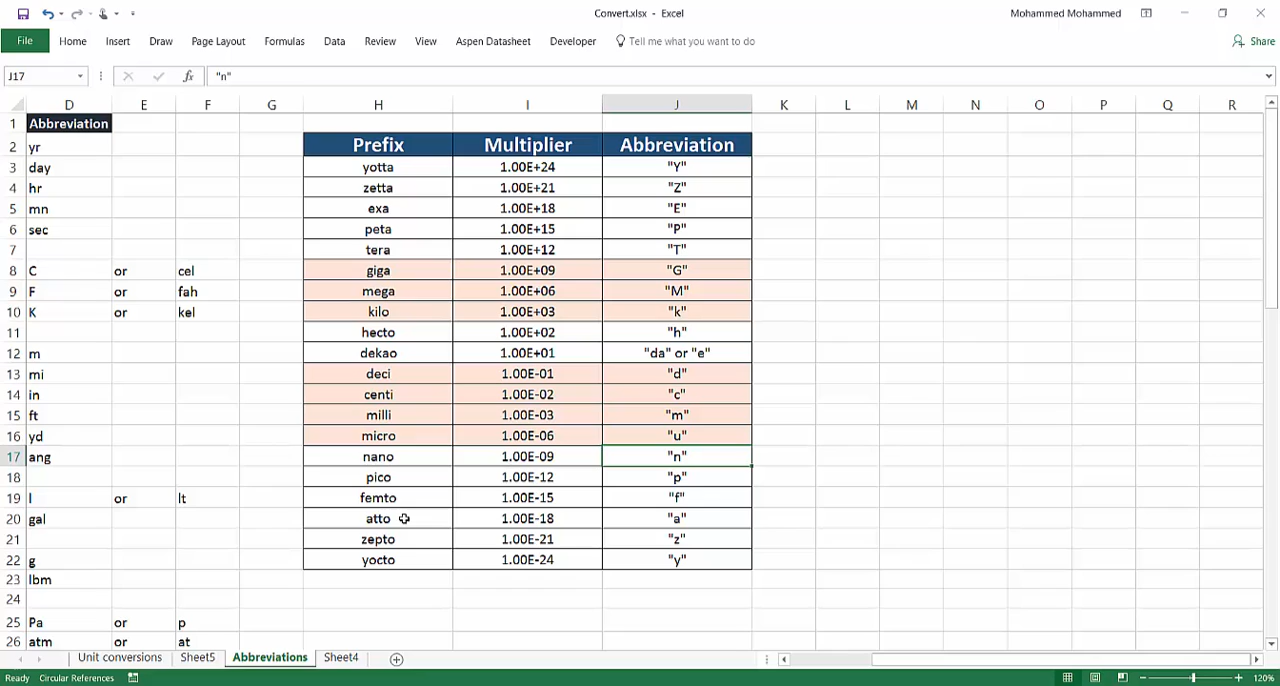 Convert.xlsx - Excel
Mohammed Mohammed
File Home Insert Draw Page Layout Formulas Data Review View Aspen Datasheet Developer Tell me what you want to do Share
J17 fx "n"
D E F G H I J K L M N O P Q R
1 Abbreviation
2 yr Prefix Multiplier Abbreviation
3 day yotta 1.00E+24 "Y"
4 hr zetta 1.00E+21 "Z"
5 mn exa 1.00E+18 "E"
6 sec peta 1.00E+15 "P"
7 tera 1.00E+12 "T"
8 C or cel giga 1.00E+09 "G"
9 F or fah mega 1.00E+06 "M"
10 K or kel kilo 1.00E+03 "k"
11 hecto 1.00E+02 "h"
12 m dekao 1.00E+01 "da" or "e"
13 mi deci 1.00E-01 "d"
14 in centi 1.00E-02 "c"
15 ft milli 1.00E-03 "m"
16 yd micro 1.00E-06 "u"
17 ang nano 1.00E-09 "n"
18 pico 1.00E-12 "p"
19 l or lt femto 1.00E-15 "f"
20 gal atto 1.00E-18 "a"
21 zepto 1.00E-21 "z"
22 g yocto 1.00E-24 "y"
23 lbm
24
25 Pa or p
26 atm or at
Unit conversions Sheet5 Abbreviations Sheet4
Ready Circular References 120%